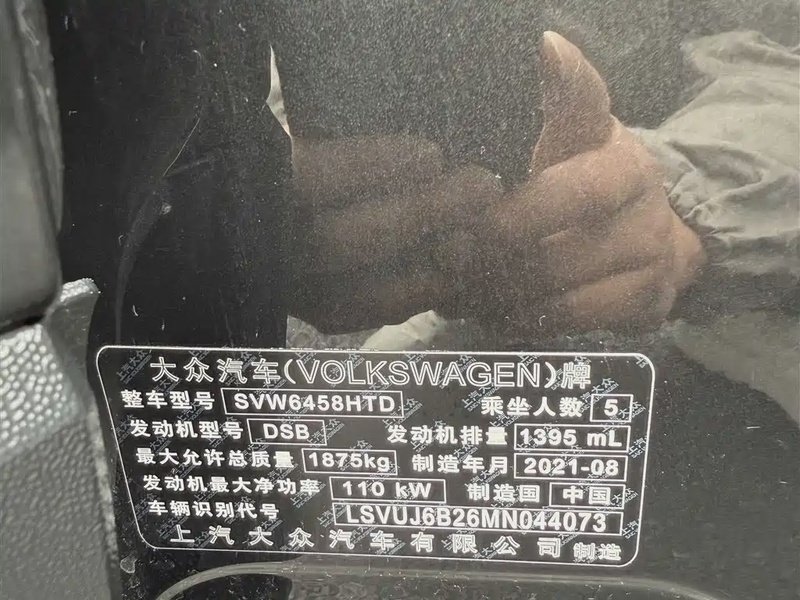 大众汽车(VOLKSWAGEN)牌
整车型号 SVW6458HTD 乘坐人数 5
发动机型号 DSB 发动机排量 1395 mL
最大允许总质量 1875kg 制造年月 2021-08
发动机最大净功率 110 kW 制造国 中国
车辆识别代号 LSVUJ6B26MN044073
上汽大众汽车有限公司 制造